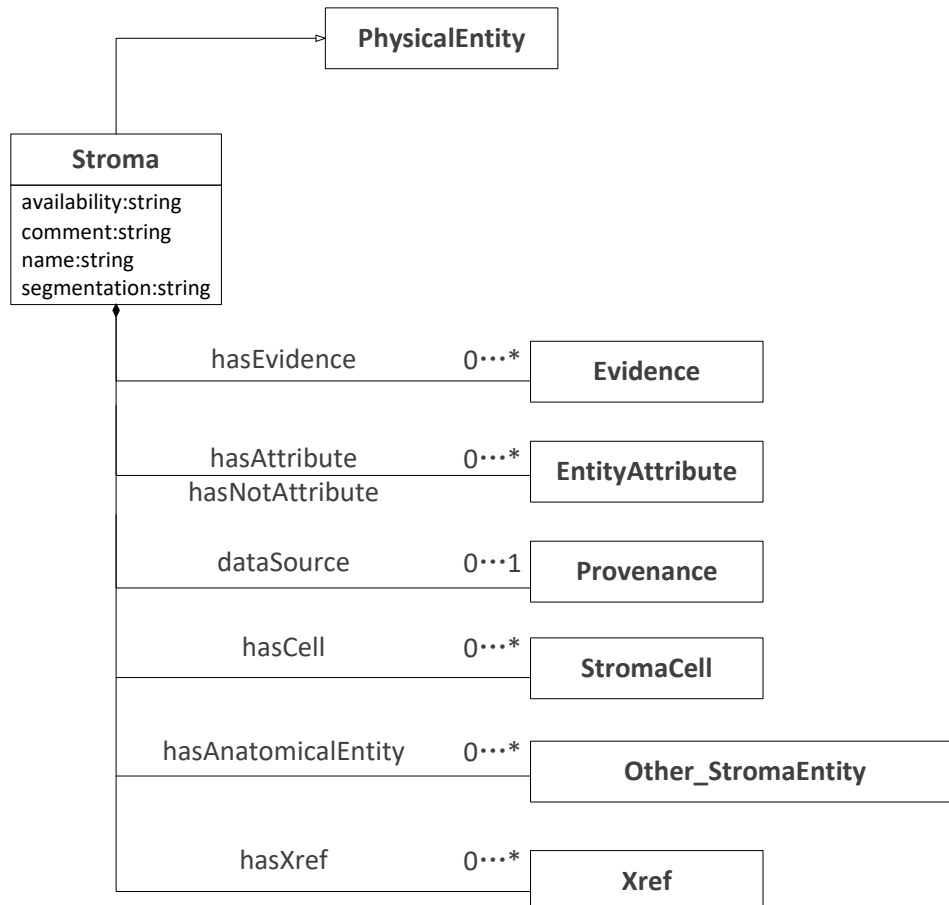 PhysicalEntity
Stroma
availability:string
comment:string
name:string
segmentation:string
hasEvidence 0···*
Evidence
hasAttribute 0···*
EntityAttribute
hasNotAttribute
dataSource 0···1
Provenance
hasCell 0···*
StromaCell
hasAnatomicalEntity 0···*
Other_StromaEntity
hasXref 0···*
Xref